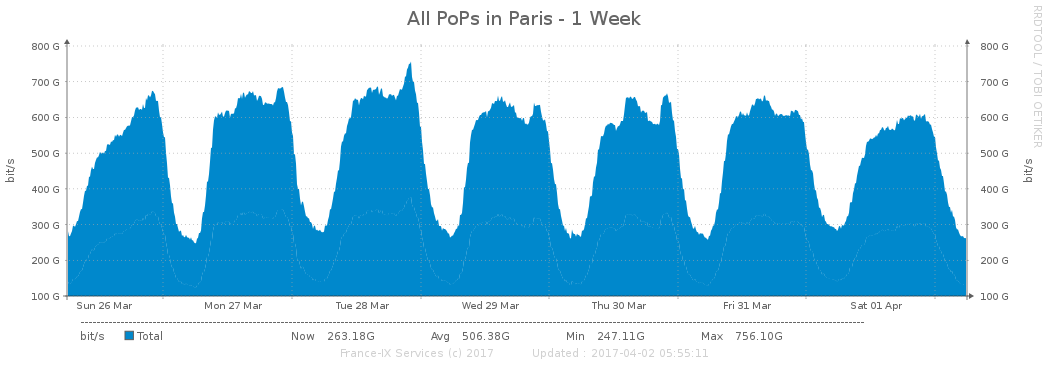 All PoPs in Paris - 1 Week
RRDTOOL / TOBI OETIKER
bit/s
800 G 800 G
700 G 700 G
600 G 600 G
500 G 500 G
400 G 400 G
300 G 300 G
200 G 200 G
100 G 100 G
bit/s
Sun 26 Mar Mon 27 Mar Tue 28 Mar Wed 29 Mar Thu 30 Mar Fri 31 Mar Sat 01 Apr
bit/s Total Now 263.18G Avg 506.38G Min 247.11G Max 756.10G
France-IX Services (c) 2017 Updated : 2017-04-02 05:55:11